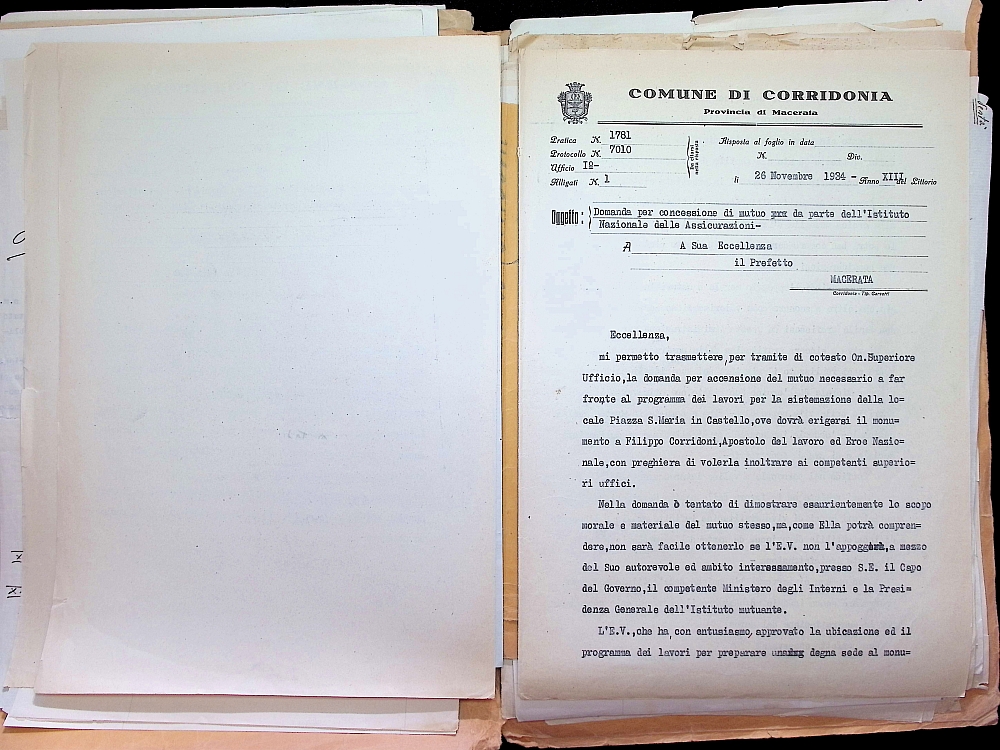 COMUNE DI CORRIDONIA
Provincia di Macerata
Pratica N. 1781
Protocollo N. 7010
Ufficio Iº-
Alligati N. 1
Risposta al foglio in data
N. Div.
lì 26 Novembre 1934 - Anno XIII del Littorio
Oggetto: Domanda per concessione di mutuo da parte dell'Istituto
Nazionale delle Assicurazioni-
A A Sua Eccellenza
il Prefetto
MACERATA
Corridonia - Tip.
Eccellenza,
mi permetto trasmettere, per tramite di cotesto On.Superiore
Ufficio,la domanda per accensione del mutuo necessario a far
fronte al programma dei lavori per la sistemazione della lo=
cale Piazza S.Maria in Castello,ove dovrà erigersi il monu=
mento a Filippo Corridoni,Apostolo del lavoro ed Eroe Nazio=
nale,con preghiera di volerla inoltrare ai competenti superio=
ri uffici.
Nella domanda ò tentato di dimostrare esaurientemente lo scopo
morale e materiale del mutuo stesso,ma,come Ella potrà compren=
dere,non sarà facile ottenerlo se l'E.V. non l'appoggerà,a mezzo
del Suo autorevole ed ambito interessamento,presso S.E. il Capo
del Governo,il competente Ministero degli Interni e la Presi=
denza Generale dell'Istituto mutuante.
L'E.V.,che ha, con entusiasmo, approvato la ubicazione ed il
programma dei lavori per preparare una degna sede al monu=